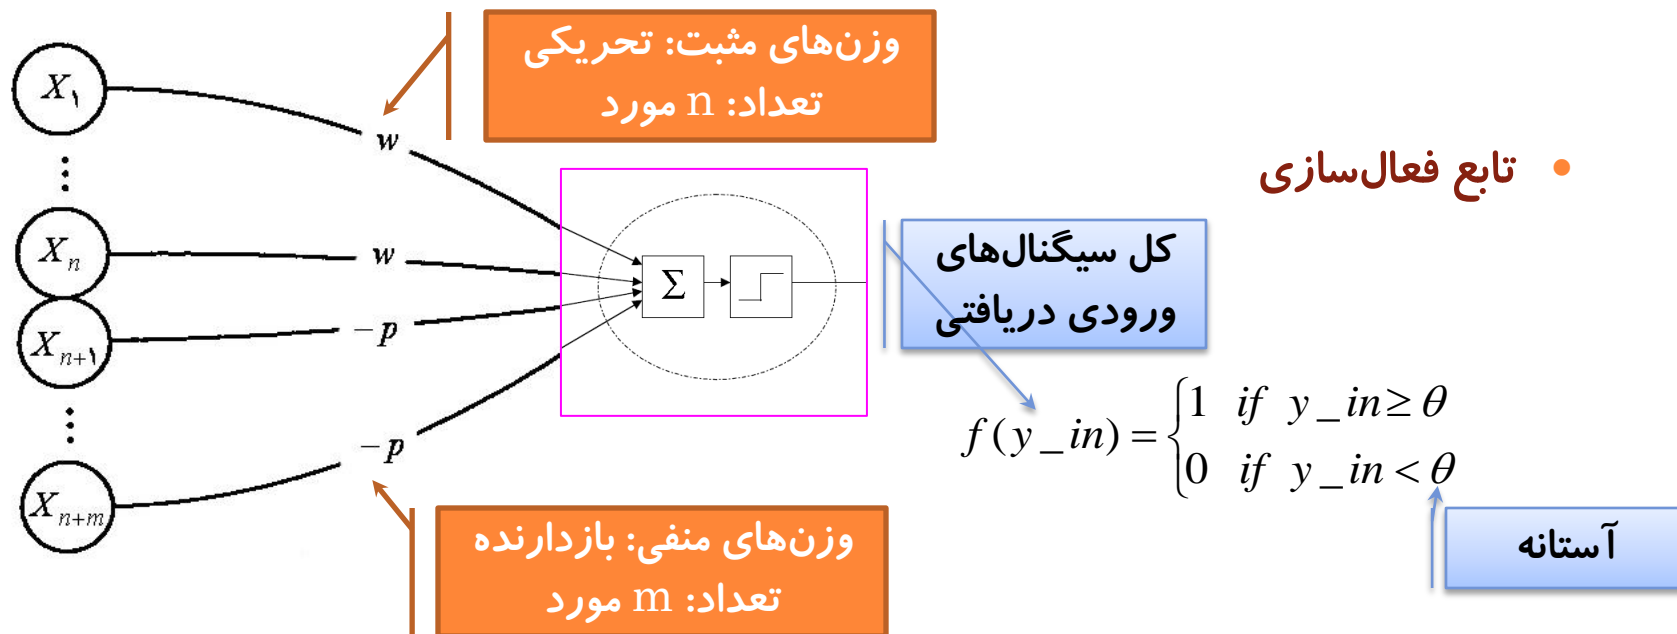 وزن‌های مثبت: تحریکی
تعداد: n مورد
• تابع فعال‌سازی
X۱
w
⋮
Xn
w
Xn+۱
−p
⋮
Xn+m
−p
Σ
کل سیگنال‌های
ورودی دریافتی
f(y_in) = {1 if y_in ≥ θ
0 if y_in < θ
آستانه
وزن‌های منفی: بازدارنده
تعداد: m مورد